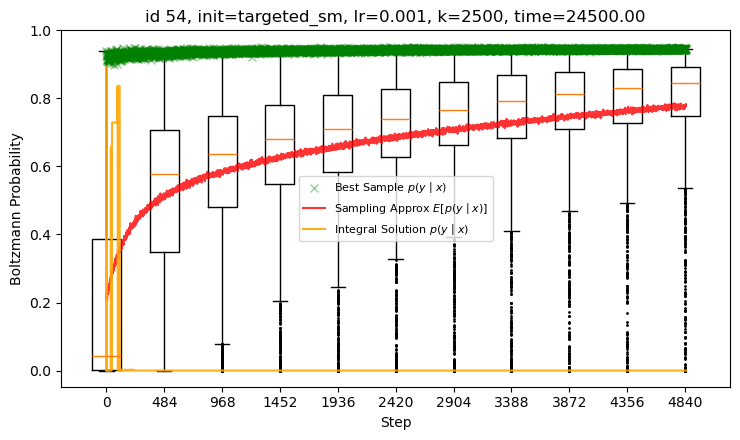 id 54, init=targeted_sm, lr=0.001, k=2500, time=24500.00
Boltzmann Probability
1.0
0.8
0.6
0.4
0.2
0.0
Best Sample p(y | x)
Sampling Approx E[p(y | x)]
Integral Solution p(y | x)
0 484 968 1452 1936 2420 2904 3388 3872 4356 4840
Step